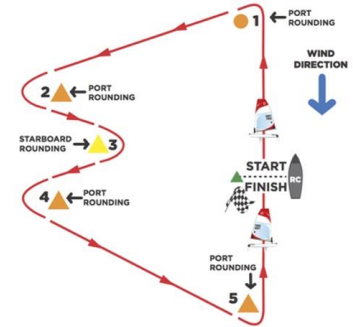 1
PORT
ROUNDING
WIND
DIRECTION
2
PORT
ROUNDING
STARBOARD
ROUNDING
3
START
RC
FINISH
4
PORT
ROUNDING
PORT
ROUNDING
5